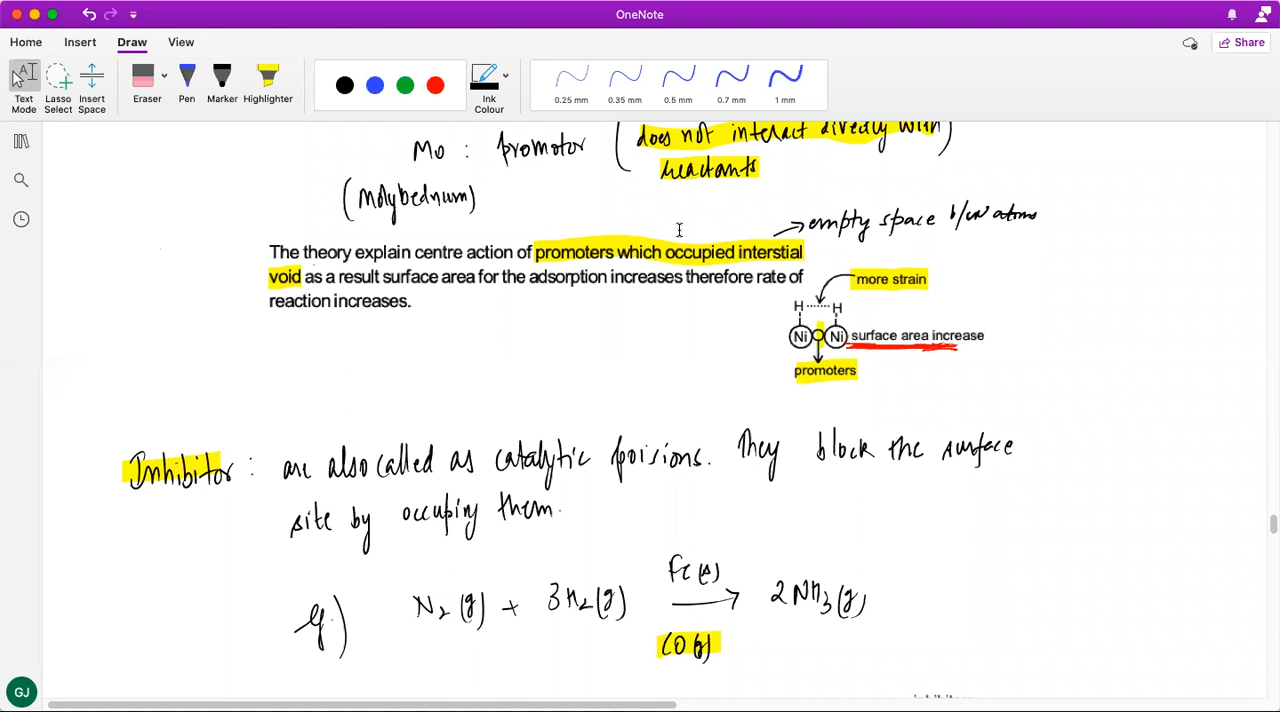 OneNote
Home Insert Draw View
Share
Text Mode
Lasso Select
Insert Space
Eraser
Pen
Marker
Highlighter
Ink Colour
0.25 mm 0.35 mm 0.5 mm 0.7 mm 1 mm
Mo : promotor (does not interact directly with)
reactants
(Molybednum)
→ empty space b/w atoms
The theory explain centre action of promoters which occupied interstial
void as a result surface area for the adsorption increases therefore rate of
reaction increases.
more strain
H H
Ni Ni surface area increase
promoters
Inhibitor : are also called as catalytic poisions. They block the surface
site by occupiny them.
Fe(s)
eg.) N₂(g) + 3H₂(g) → 2NH₃(g)
CO(g)
GJ